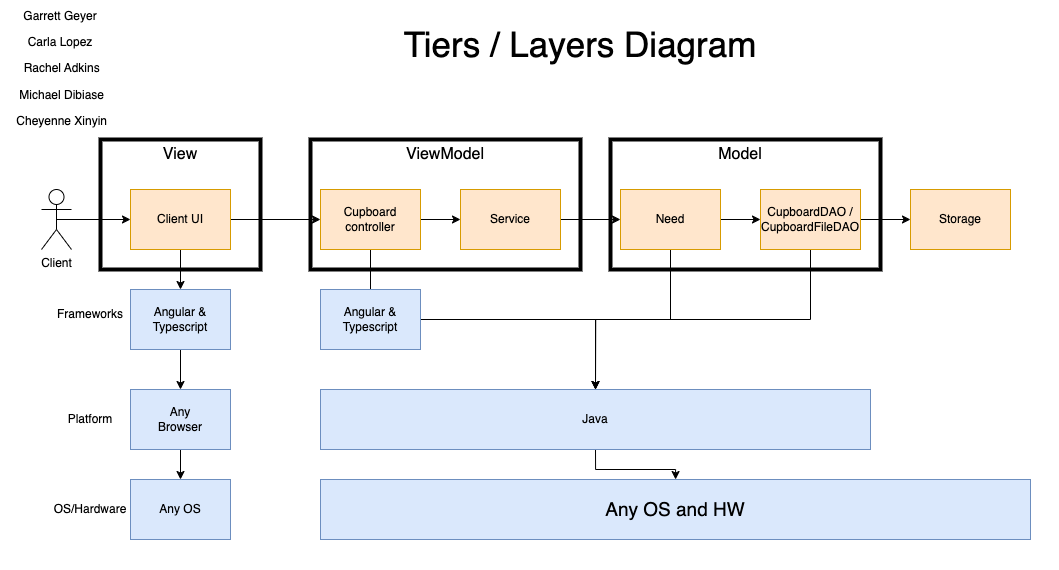 Garrett Geyer
Carla Lopez
Rachel Adkins
Michael Dibiase
Cheyenne Xinyin
Tiers / Layers Diagram
View
ViewModel
Model
Client UI
Cupboard
controller
Service
Need
CupboardDAO /
CupboardFileDAO
Storage
Client
Frameworks
Angular &
Typescript
Angular &
Typescript
Platform
Any
Browser
Java
OS/Hardware
Any OS
Any OS and HW